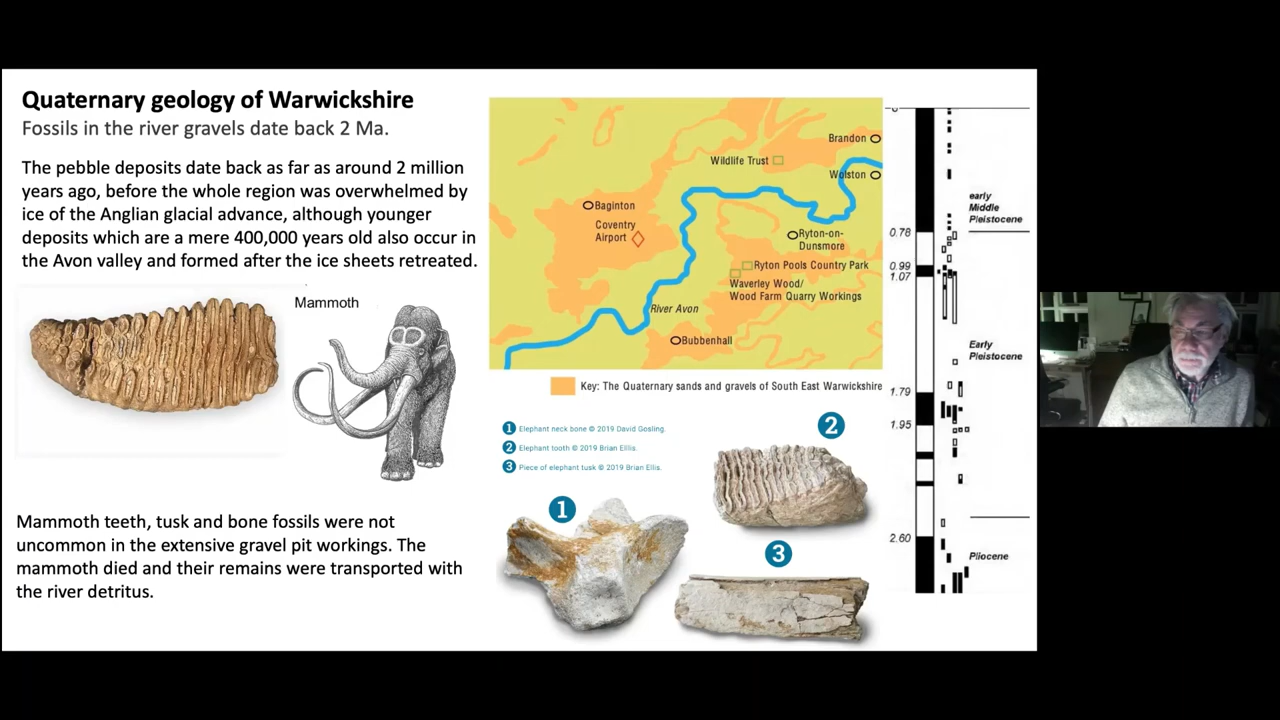 Quaternary geology of Warwickshire
Fossils in the river gravels date back 2 Ma.
The pebble deposits date back as far as around 2 million
years ago, before the whole region was overwhelmed by
ice of the Anglian glacial advance, although younger
deposits which are a mere 400,000 years old also occur in
the Avon valley and formed after the ice sheets retreated.
Mammoth
Mammoth teeth, tusk and bone fossils were not
uncommon in the extensive gravel pit workings. The
mammoth died and their remains were transported with
the river detritus.
Brandon
Wildlife Trust
Wolston
Baginton
Coventry
Airport
Ryton-on-
Dunsmore
Ryton Pools Country Park
Waverley Wood/
Wood Farm Quarry Workings
River Avon
Bubbenhall
Key: The Quaternary sands and gravels of South East Warwickshire
1 Elephant neck bone © 2019 David Gosling.
2 Elephant tooth © 2019 Brian Ellis.
3 Piece of elephant tusk © 2019 Brian Ellis.
1
2
3
early
Middle
Pleistocene
0.78
0.99
1.07
Early
Pleistocene
1.79
1.95
2.60
Pliocene